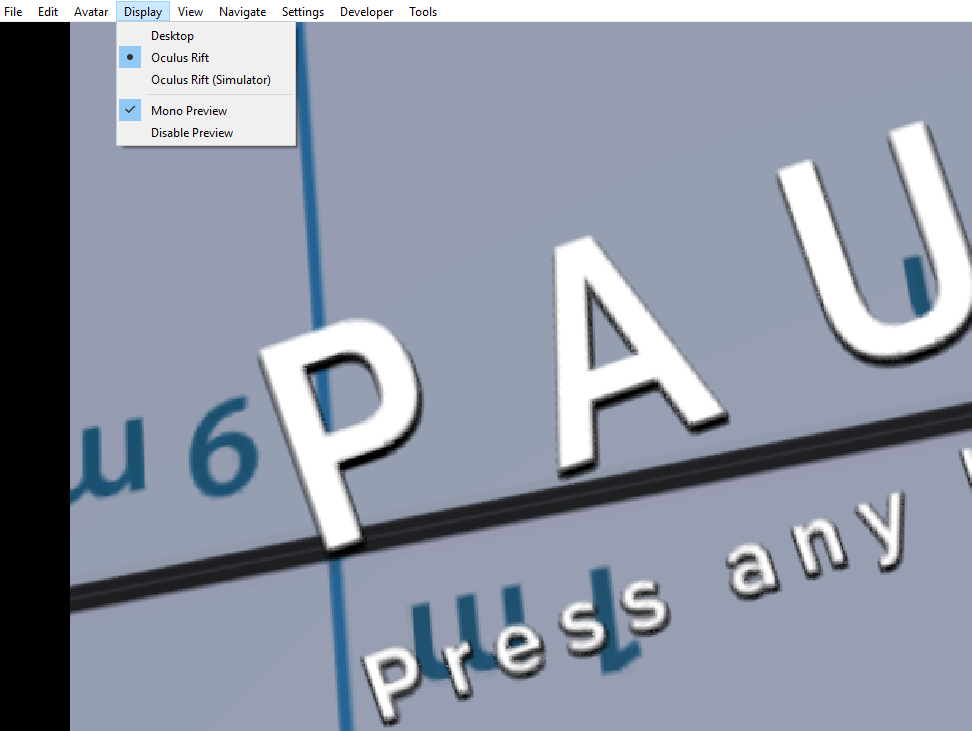 File Edit Avatar Display View Navigate Settings Developer Tools
Desktop
Oculus Rift
Oculus Rift (Simulator)
Mono Preview
Disable Preview
PAU
Press any